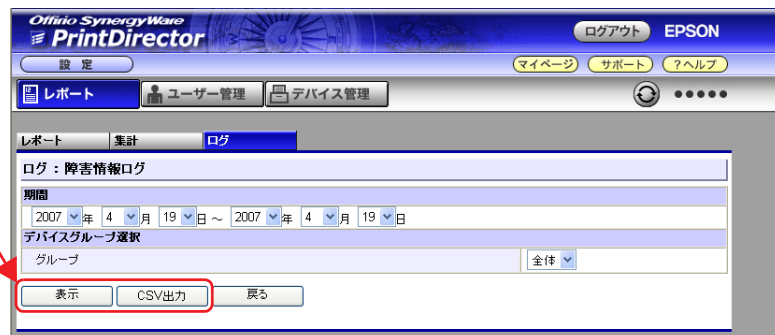 Offirio SynergyWare
PrintDirector
ログアウト EPSON
設 定 マイページ サポート ?ヘルプ
レポート ユーザー管理 デバイス管理
レポート 集計 ログ
ログ : 障害情報ログ
期間
2007 年 4 月 19 日 ~ 2007 年 4 月 19 日
デバイスグループ選択
グループ 全体
表示 CSV出力 戻る